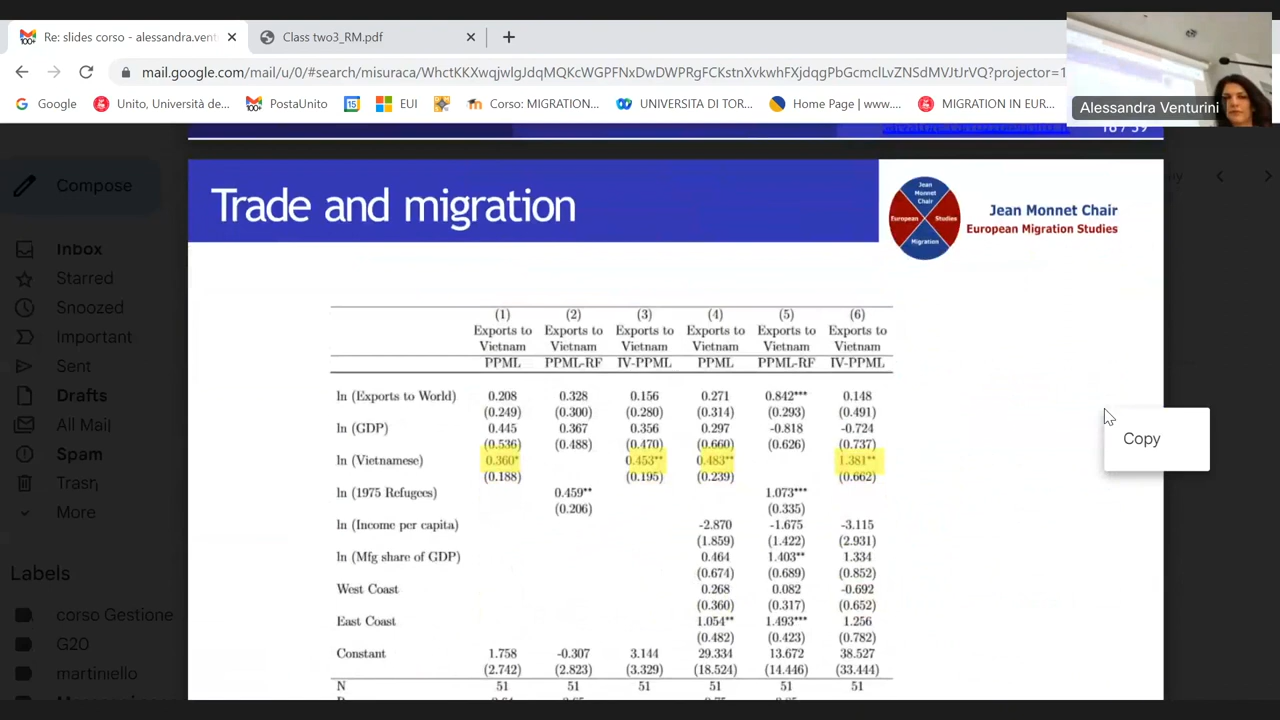 Re: slides corso - alessandra.vent
Class two3_RM.pdf
mail.google.com/mail/u/0/#search/misuraca/WhctKKXwqjwlgJdqMQKcWGPFNxDwDWPRgFCKstnXvkwhFXjdqgPbGcmclLvZNSdMVJtJrVQ?projector=1
Google
Unito, Université de...
PostaUnito
EUI
Corso: MIGRATION...
UNIVERSITA DI TOR...
Home Page | www....
MIGRATION IN EUR...
Alessandra Venturini
Compose
Inbox
Starred
Snoozed
Important
Sent
Drafts
All Mail
Spam
Trash
More
Labels
corso Gestione
G20
martiniello
18 / 39
Trade and migration
Jean Monnet Chair
European Studies
Migration
Jean Monnet Chair
European Migration Studies
(1) (2) (3) (4) (5) (6)
Exports to Exports to Exports to Exports to Exports to Exports to
Vietnam Vietnam Vietnam Vietnam Vietnam Vietnam
PPML PPML-RF IV-PPML PPML PPML-RF IV-PPML
ln (Exports to World) 0.208 0.328 0.156 0.271 0.842*** 0.148
(0.249) (0.300) (0.280) (0.314) (0.293) (0.491)
ln (GDP) 0.445 0.367 0.356 0.297 -0.818 -0.724
(0.536) (0.488) (0.470) (0.660) (0.626) (0.737)
ln (Vietnamese) 0.360* 0.453** 0.483** 1.381**
(0.188) (0.195) (0.239) (0.662)
ln (1975 Refugees) 0.459** 1.073***
(0.206) (0.335)
ln (Income per capita) -2.870 -1.675 -3.115
(1.859) (1.422) (2.931)
ln (Mfg share of GDP) 0.464 1.403** 1.334
(0.674) (0.689) (0.852)
West Coast 0.268 0.082 -0.692
(0.360) (0.317) (0.652)
East Coast 1.054** 1.493*** 1.256
(0.482) (0.423) (0.782)
Constant 1.758 -0.307 3.144 29.334 13.672 38.527
(2.742) (2.823) (3.329) (18.524) (14.446) (33.444)
N 51 51 51 51 51 51
Copy